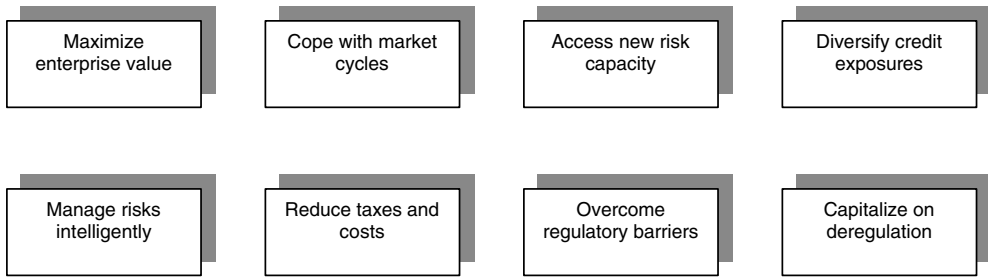 Maximize
enterprise value
Cope with market
cycles
Access new risk
capacity
Diversify credit
exposures
Manage risks
intelligently
Reduce taxes and
costs
Overcome
regulatory barriers
Capitalize on
deregulation